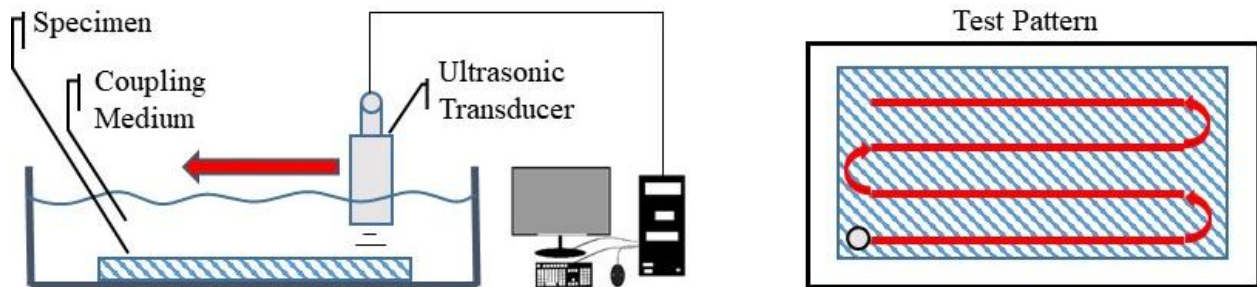 Specimen
Coupling
Medium
Ultrasonic
Transducer
Test Pattern